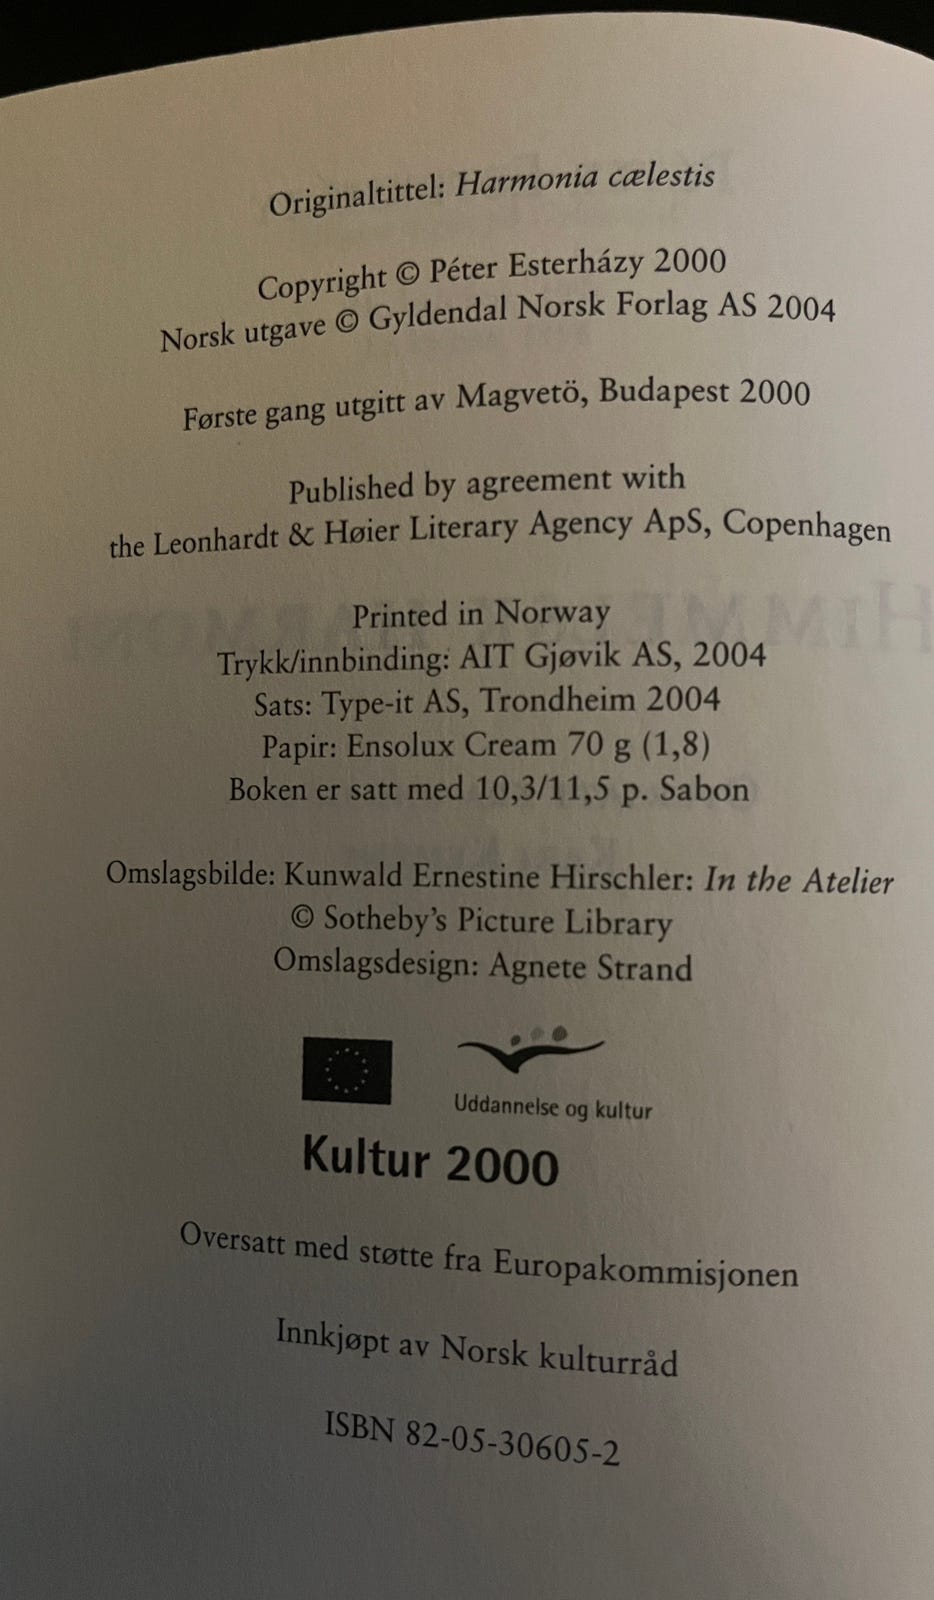 Originaltittel: Harmonia cælestis
Copyright © Péter Esterházy 2000
Norsk utgave © Gyldendal Norsk Forlag AS 2004
Første gang utgitt av Magvetö, Budapest 2000
Published by agreement with
the Leonhardt & Høier Literary Agency ApS, Copenhagen
Printed in Norway
Trykk/innbinding: AIT Gjøvik AS, 2004
Sats: Type-it AS, Trondheim 2004
Papir: Ensolux Cream 70 g (1,8)
Boken er satt med 10,3/11,5 p. Sabon
Omslagsbilde: Kunwald Ernestine Hirschler: In the Atelier
© Sotheby's Picture Library
Omslagsdesign: Agnete Strand
Uddannelse og kultur
Kultur 2000
Oversatt med støtte fra Europakommisjonen
Innkjøpt av Norsk kulturråd
ISBN 82-05-30605-2